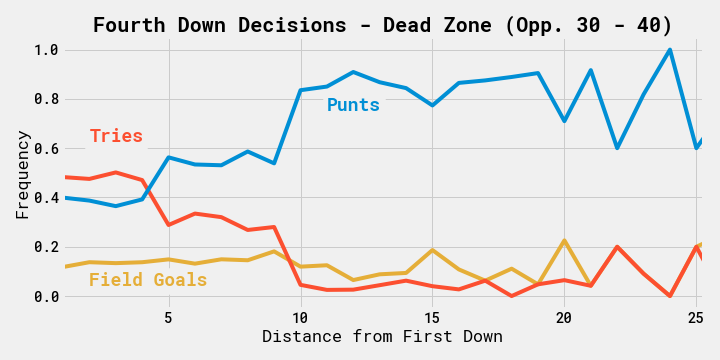 Fourth Down Decisions - Dead Zone (Opp. 30 - 40)
1.0
0.8
0.6
0.4
0.2
0.0
Frequency
Punts
Tries
Field Goals
5 10 15 20 25
Distance from First Down